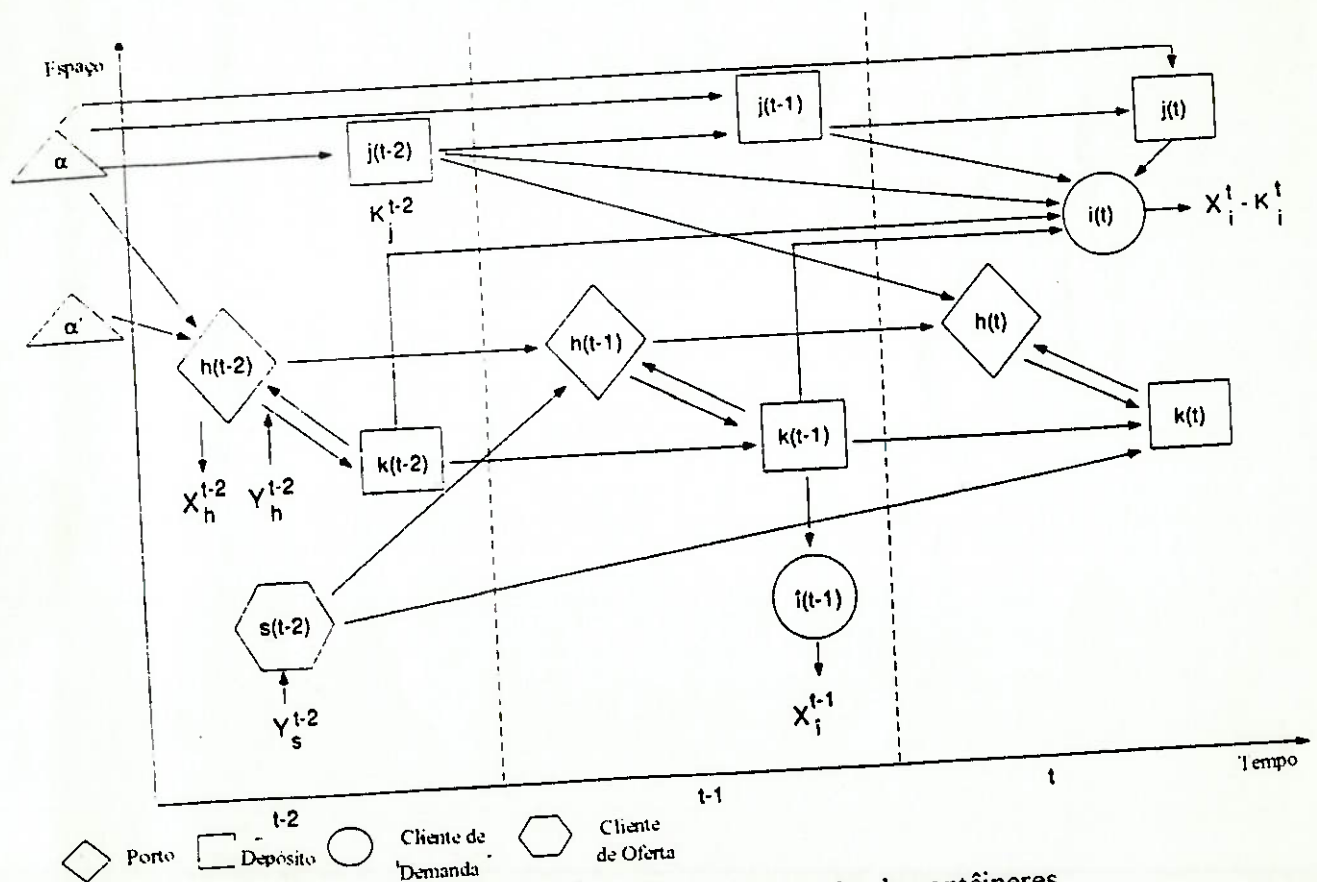 Espaço
α
j(t-2)
j(t-1)
j(t)
K_j^{t-2}
i(t)
X_i^t - K_i^t
α'
h(t-2)
h(t-1)
h(t)
k(t-2)
k(t-1)
k(t)
X_h^{t-2}
Y_h^{t-2}
s(t-2)
î(t-1)
Y_s^{t-2}
X_î^{t-1}
Tempo
t-2
t-1
t
Porto
Depósito
Cliente de
Demanda
Cliente
de Oferta
contêineres